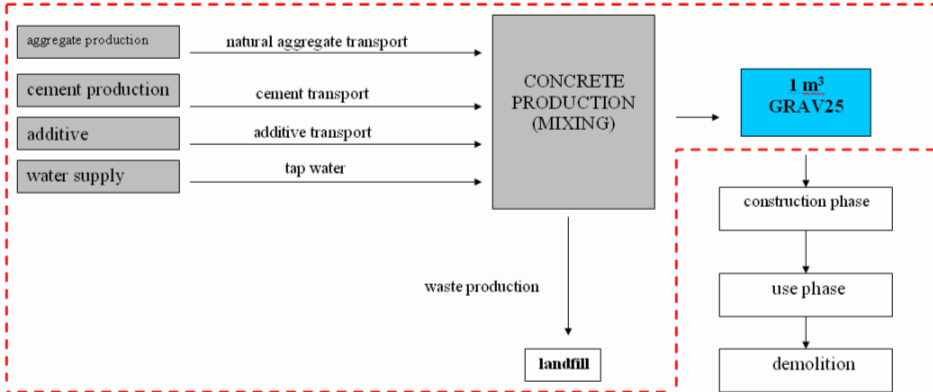 aggregate production
natural aggregate transport
cement production
cement transport
additive
additive transport
water supply
tap water
CONCRETE
PRODUCTION
(MIXING)
1 m³
GRAV25
construction phase
use phase
demolition
waste production
landfill